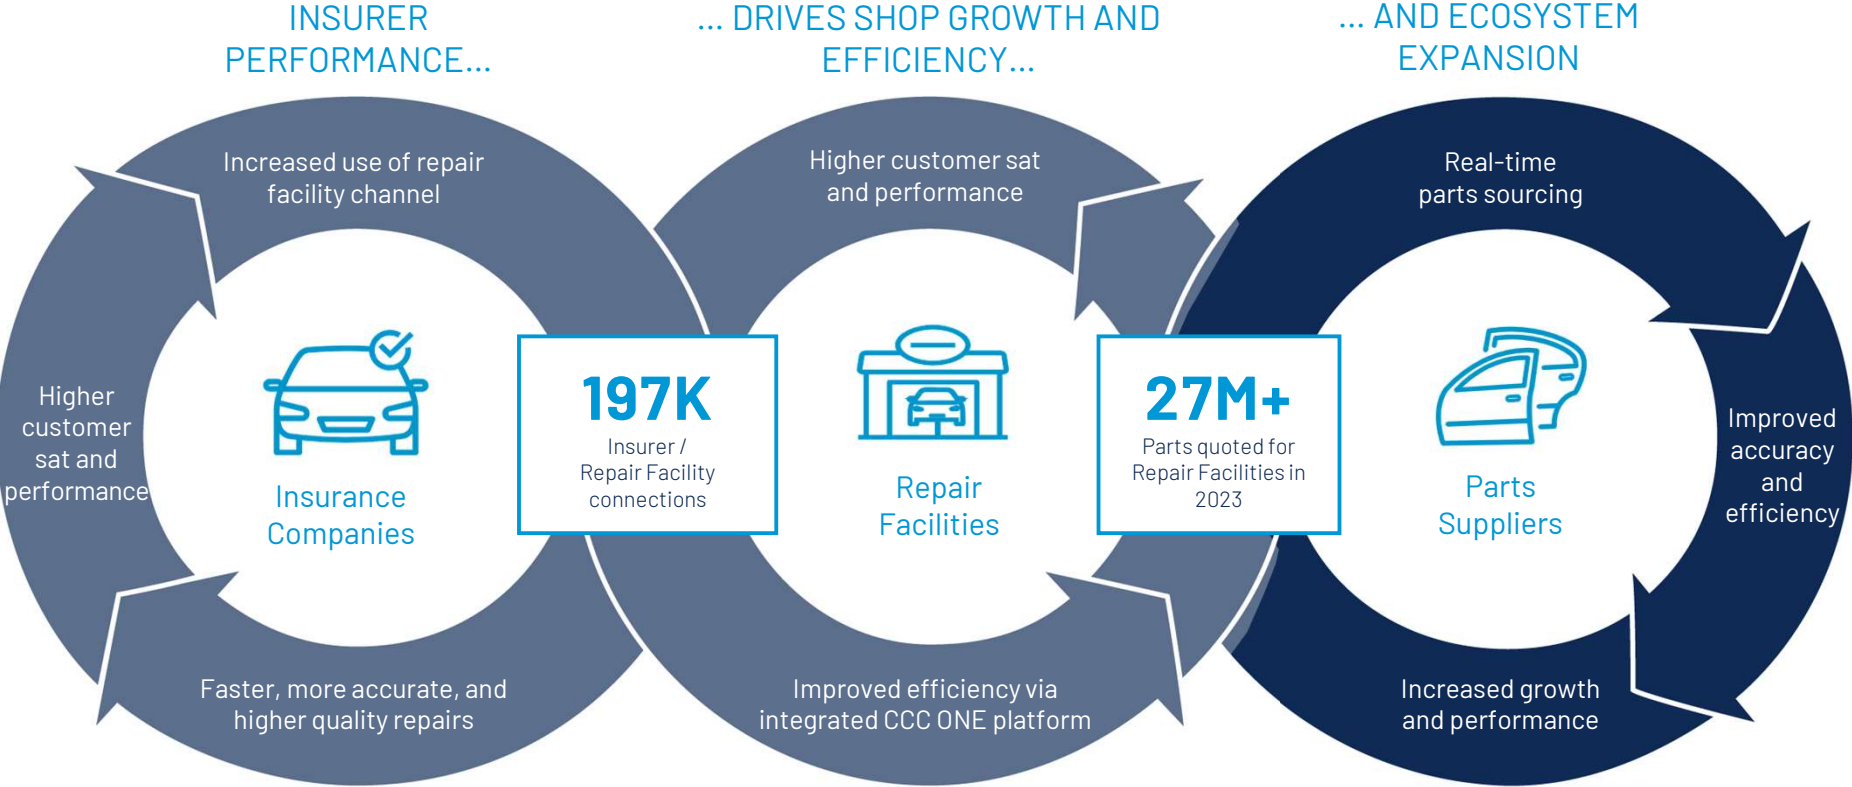 INSURER
PERFORMANCE...
... DRIVES SHOP GROWTH AND
EFFICIENCY...
... AND ECOSYSTEM
EXPANSION
Increased use of repair
facility channel
Higher
customer
sat and
performance
Faster, more accurate, and
higher quality repairs
Insurance
Companies
197K
Insurer /
Repair Facility
connections
Higher customer sat
and performance
Repair
Facilities
Improved efficiency via
integrated CCC ONE platform
27M+
Parts quoted for
Repair Facilities in
2023
Real-time
parts sourcing
Parts
Suppliers
Improved
accuracy
and
efficiency
Increased growth
and performance